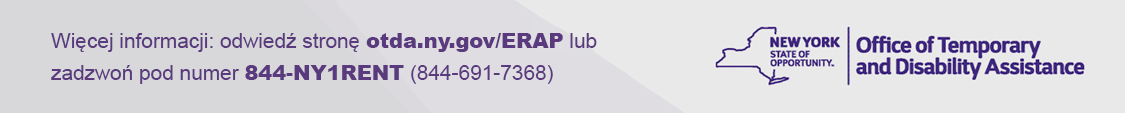 Więcej informacji: odwiedź stronę otda.ny.gov/ERAP lub
zadzwoń pod numer 844-NY1RENT (844-691-7368)
NEW YORK
STATE OF
OPPORTUNITY.
Office of Temporary
and Disability Assistance